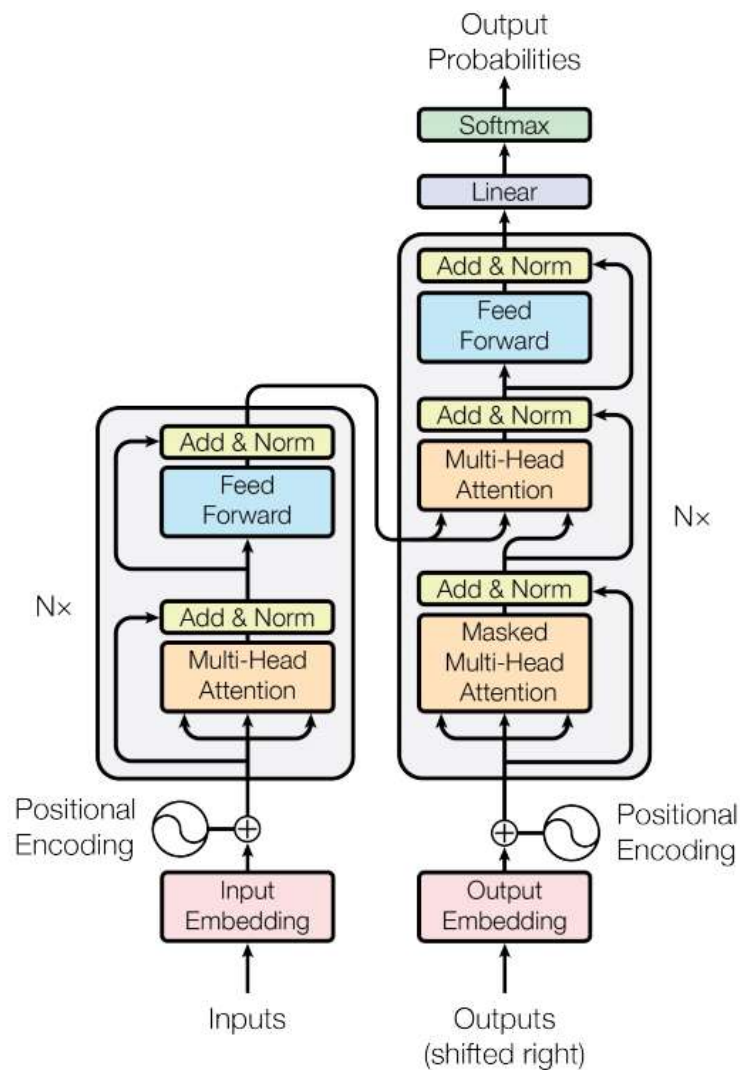 Output
Probabilities
Softmax
Linear
Add & Norm
Feed
Forward
Add & Norm
Multi-Head
Attention
Nx
Add & Norm
Masked
Multi-Head
Attention
Add & Norm
Feed
Forward
Nx
Add & Norm
Multi-Head
Attention
Positional
Encoding
Positional
Encoding
Input
Embedding
Output
Embedding
Inputs
Outputs
(shifted right)